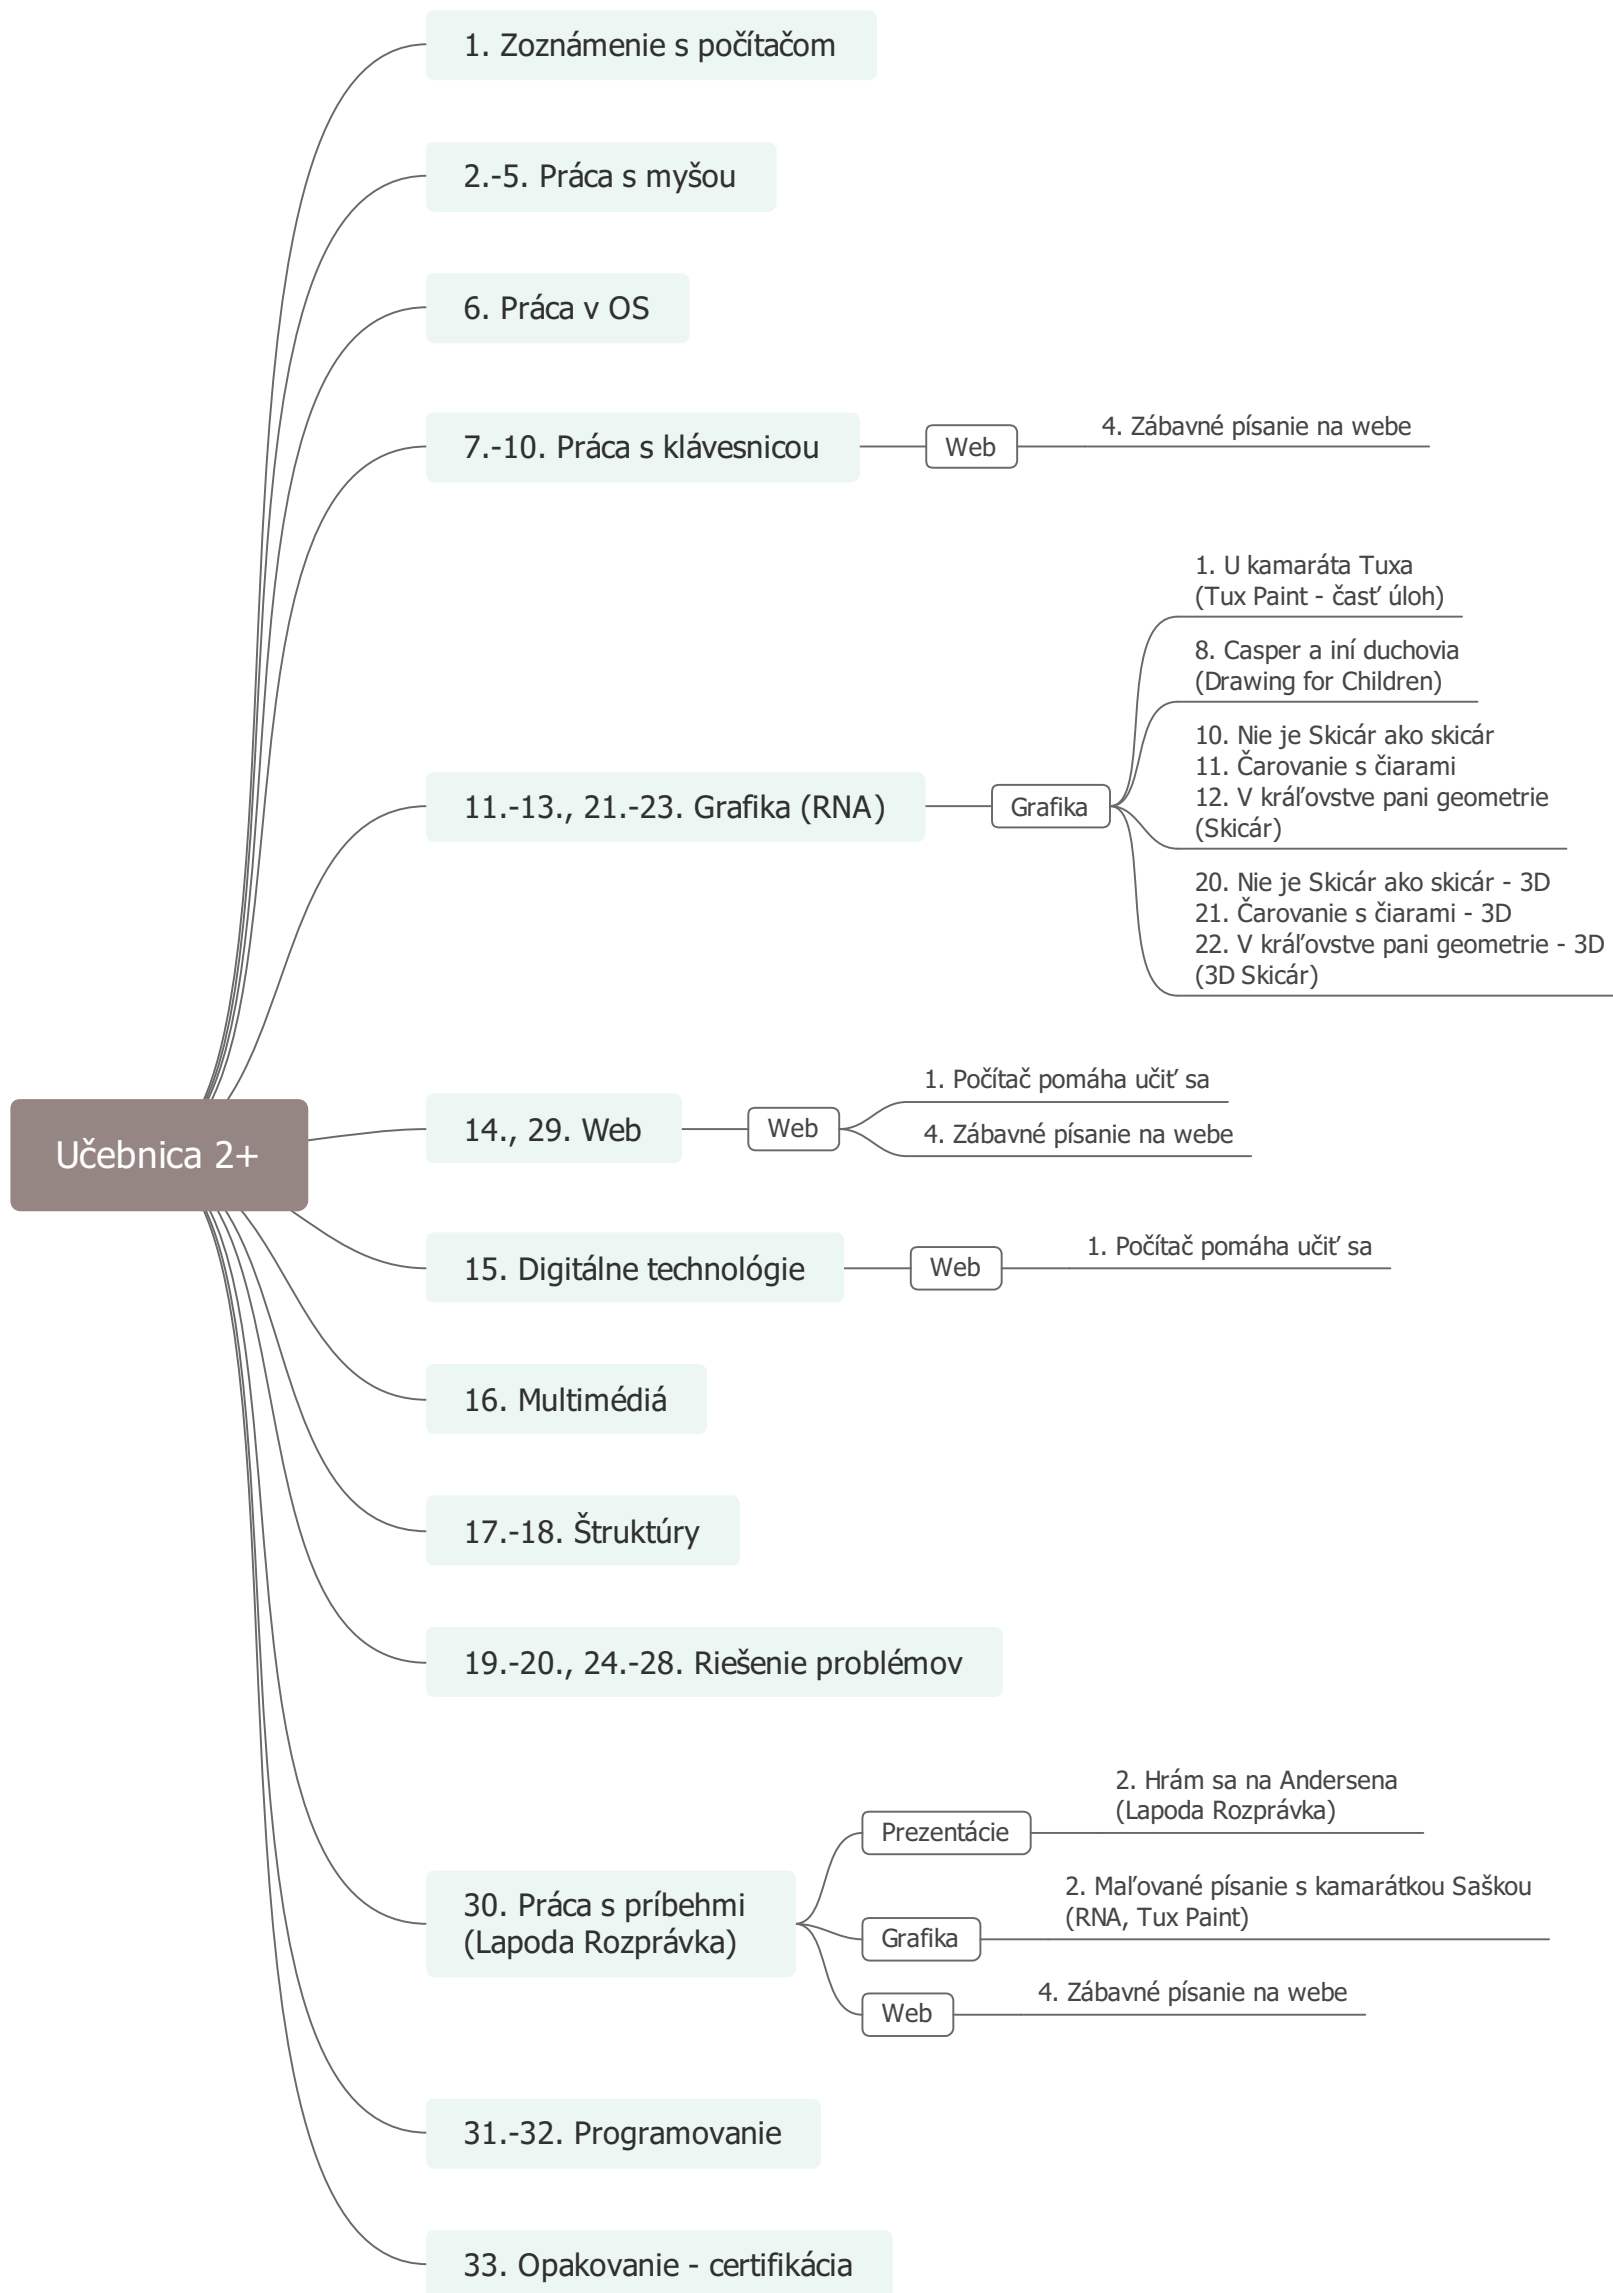 1. Zoznámenie s počítačom
2.-5. Práca s myšou
6. Práca v OS
7.-10. Práca s klávesnicou
Web
4. Zábavné písanie na webe
11.-13., 21.-23. Grafika (RNA)
Grafika
1. U kamaráta Tuxa
(Tux Paint - časť úloh)
8. Casper a iní duchovia
(Drawing for Children)
10. Nie je Skicár ako skicár
11. Čarovanie s čiarami
12. V kráľovstve pani geometrie
(Skicár)
20. Nie je Skicár ako skicár - 3D
21. Čarovanie s čiarami - 3D
22. V kráľovstve pani geometrie - 3D
(3D Skicár)
Učebnica 2+
14., 29. Web
Web
1. Počítač pomáha učiť sa
4. Zábavné písanie na webe
15. Digitálne technológie
Web
1. Počítač pomáha učiť sa
16. Multimédiá
17.-18. Štruktúry
19.-20., 24.-28. Riešenie problémov
30. Práca s príbehmi
(Lapoda Rozprávka)
Prezentácie
2. Hrám sa na Andersena
(Lapoda Rozprávka)
Grafika
2. Maľované písanie s kamarátkou Saškou
(RNA, Tux Paint)
Web
4. Zábavné písanie na webe
31.-32. Programovanie
33. Opakovanie - certifikácia